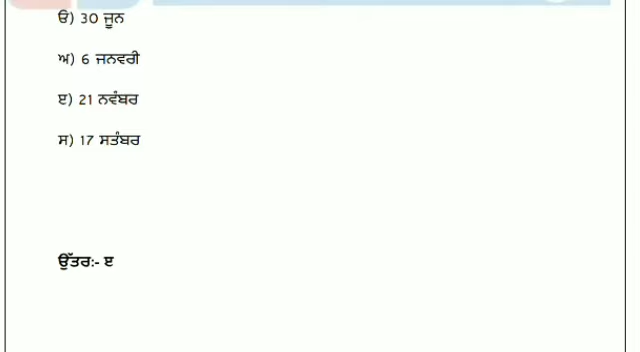 ੳ) 30 ਜੂਨ
ਅ) 6 ਜਨਵਰੀ
ੲ) 21 ਨਵੰਬਰ
ਸ) 17 ਸਤੰਬਰ
ਉੱਤਰ:- ੲ